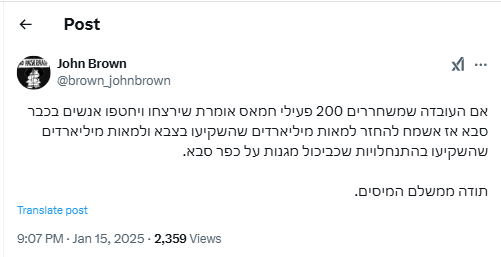 Post
John Brown
@brown_johnbrown
אם העובדה שמשחררים 200 פעילי חמאס אומרת שירצחו ויחטפו אנשים בכבר
סבא אז אשמח להחזר למאות מיליארדים שהשקיעו בצבא ולמאות מיליארדים
שהשקיעו בהתנחלויות שכביכול מגנות על כפר סבא.
תודה ממשלם המיסים.
Translate post
9:07 PM · Jan 15, 2025 · 2,359 Views